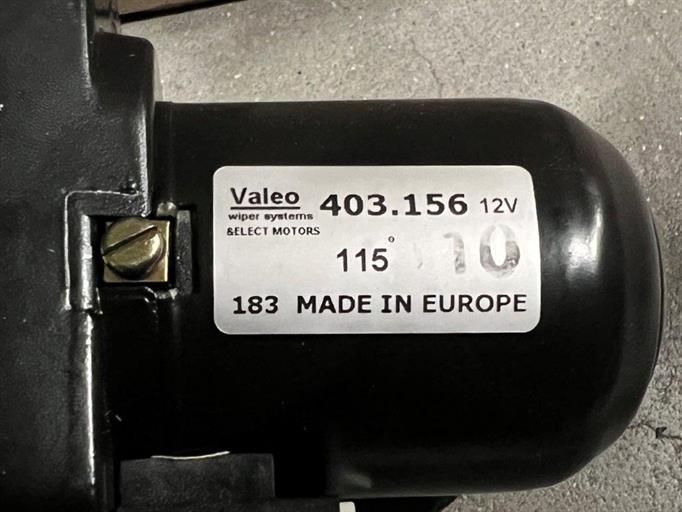 Valeo 403.156 12V
wiper systems
&ELECT MOTORS
115° 10
183 MADE IN EUROPE